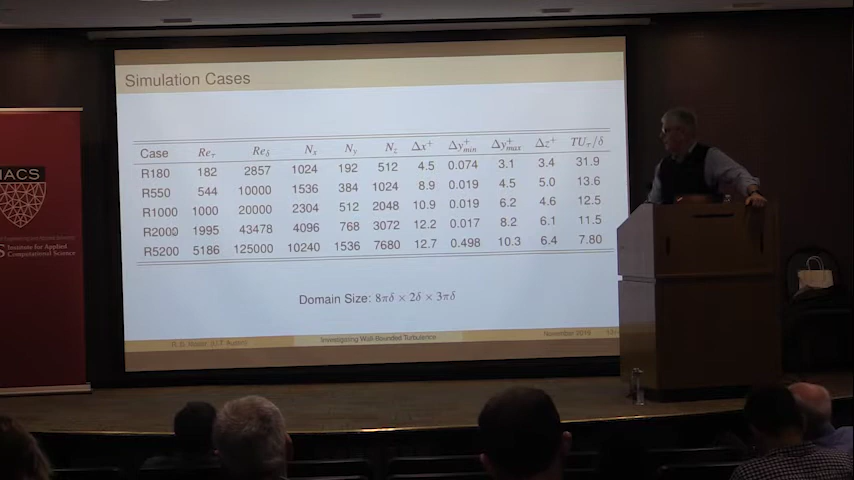 Simulation Cases
Case Reτ Reδ Nx Ny Nz Δx⁺ Δy⁺min Δy⁺max Δz⁺ TUτ/δ
R180 182 2857 1024 192 512 4.5 0.074 3.1 3.4 31.9
R550 544 10000 1536 384 1024 8.9 0.019 4.5 5.0 13.6
R1000 1000 20000 2304 512 2048 10.9 0.019 6.2 4.6 12.5
R2000 1995 43478 4096 768 3072 12.2 0.017 8.2 6.1 11.5
R5200 5186 125000 10240 1536 7680 12.7 0.498 10.3 6.4 7.80
Domain Size: 8πδ × 2δ × 3πδ
Investigating Wall-Bounded Turbulence
November
IACS
Institute for Applied
Computational Science